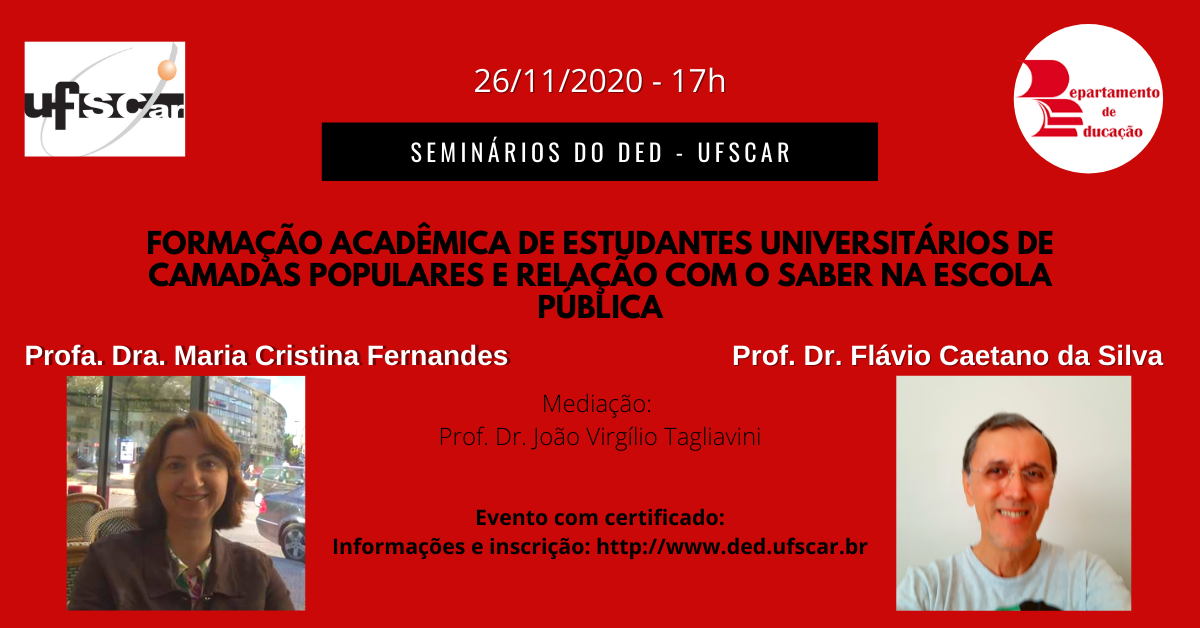 ufscar
26/11/2020 - 17h
Departamento
de
Educação
SEMINÁRIOS DO DED - UFSCAR
FORMAÇÃO ACADÊMICA DE ESTUDANTES UNIVERSITÁRIOS DE
CAMADAS POPULARES E RELAÇÃO COM O SABER NA ESCOLA
PÚBLICA
Profa. Dra. Maria Cristina Fernandes
Prof. Dr. Flávio Caetano da Silva
Mediação:
Prof. Dr. João Virgílio Tagliavini
Evento com certificado:
Informações e inscrição: http://www.ded.ufscar.br